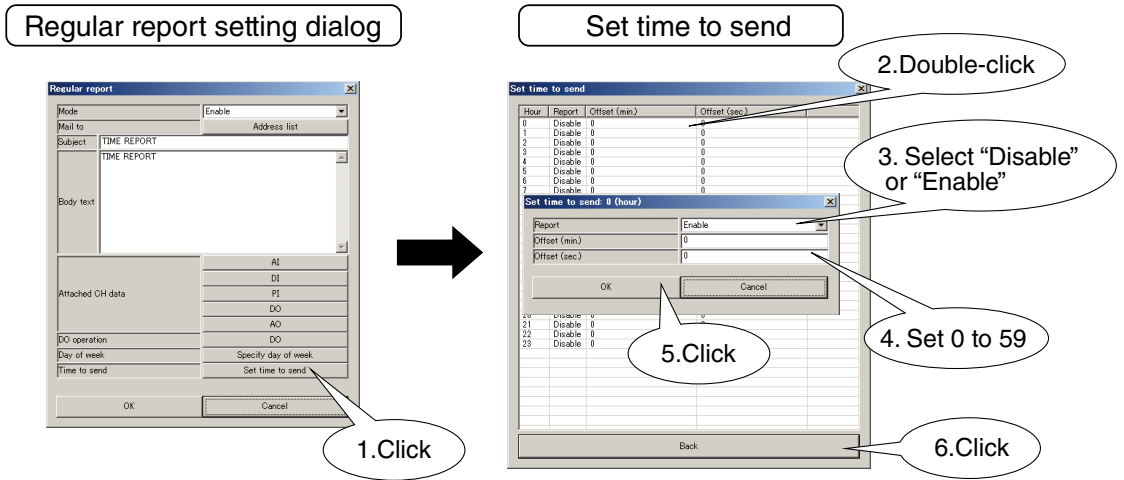 Regular report setting dialog
Set time to send
2.Double-click
Regular report
Mode Enable
Mail to Address list
Subject TIME REPORT
TIME REPORT
Body text
AI
DI
Attached CH data PI
DO
AO
DO operation DO
Day of week Specify day of week
Time to send Set time to send
OK Cancel
1.Click
Set time to send
Hour Report Offset (min.) Offset (sec.)
0 Disable 0 0
1 Disable 0 0
2 Disable 0 0
3 Disable 0 0
4 Disable 0 0
5 Disable 0 0
6 Disable 0 0
7 Disable 0 0
3. Select “Disable”
or “Enable”
Set time to send: 0 (hour)
Report Enable
Offset (min.) 0
Offset (sec.) 0
OK Cancel
4. Set 0 to 59
20 Disable 0 0
21 Disable 0
22 Disable 0
23 Disable 0
5.Click
Back
6.Click